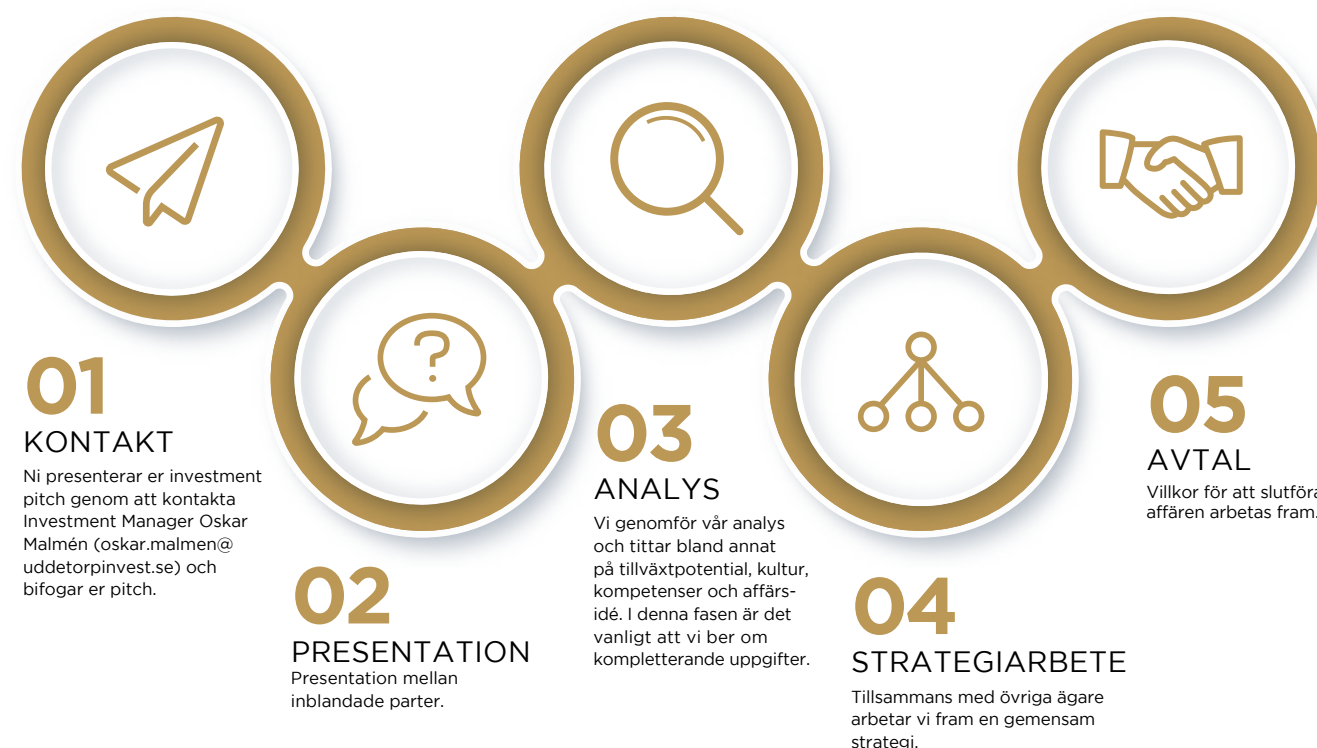 01
KONTAKT
Ni presenterar er investment
pitch genom att kontakta
Investment Manager Oskar
Malmén (oskar.malmen@
uddetorpinvest.se) och
bifogar er pitch.
?
02
PRESENTATION
Presentation mellan
inblandade parter.
03
ANALYS
Vi genomför vår analys
och tittar bland annat
på tillväxtpotential, kultur,
kompetenser och affärs-
idé. I denna fasen är det
vanligt att vi ber om
kompletterande uppgifter.
04
STRATEGIARBETE
Tillsammans med övriga ägare
arbetar vi fram en gemensam
strategi.
05
AVTAL
Villkor för att slutföra
affären arbetas fram.